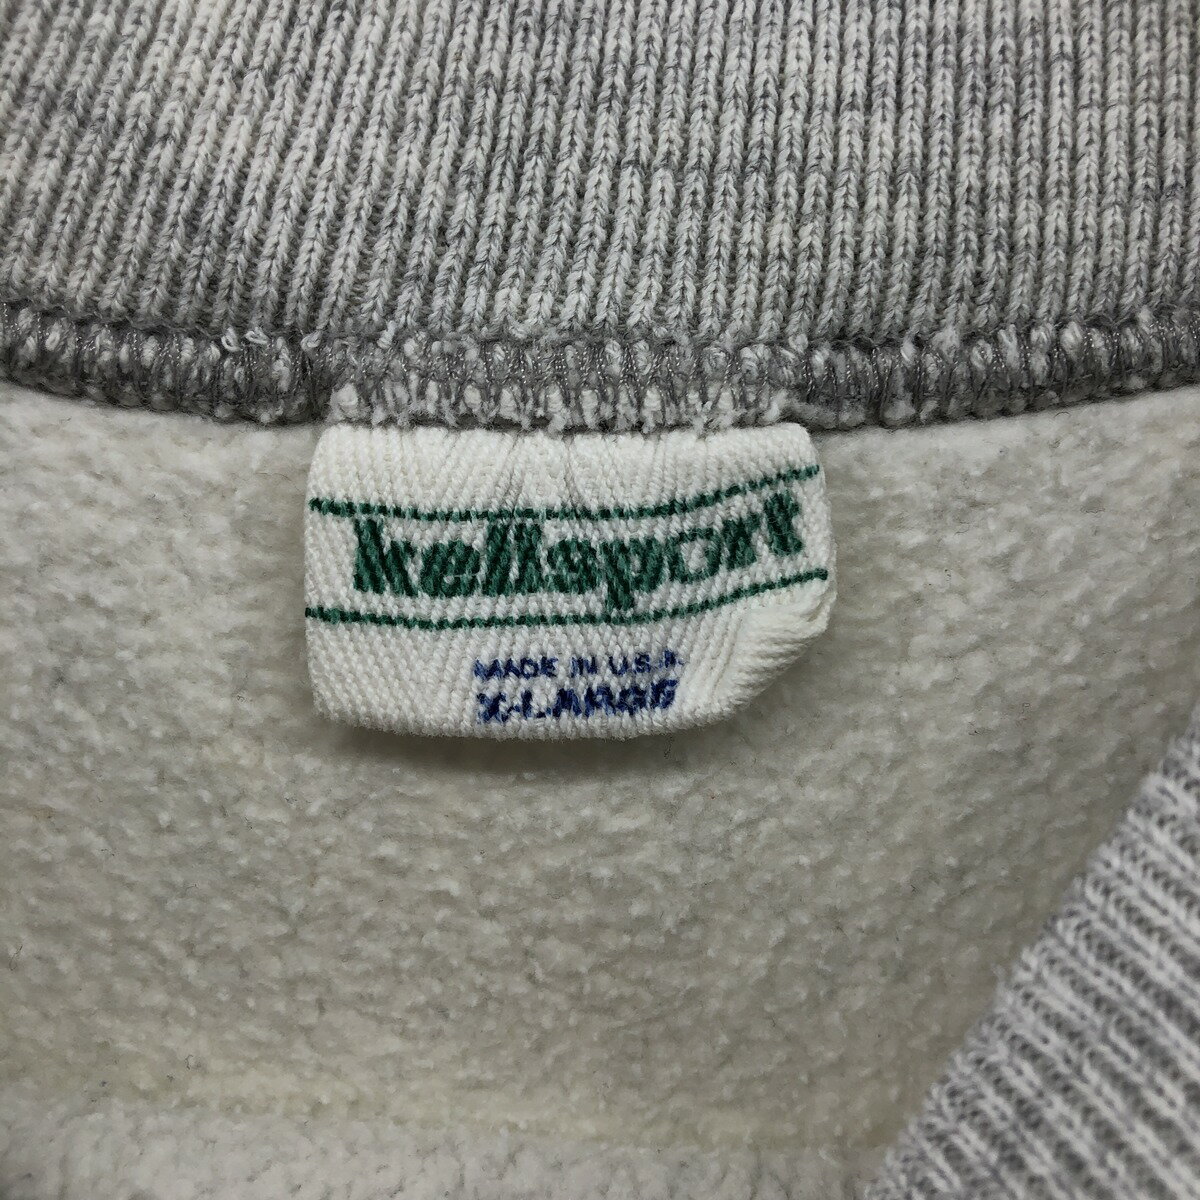 kellsport
MADE IN U.S.A.
X-LARGE